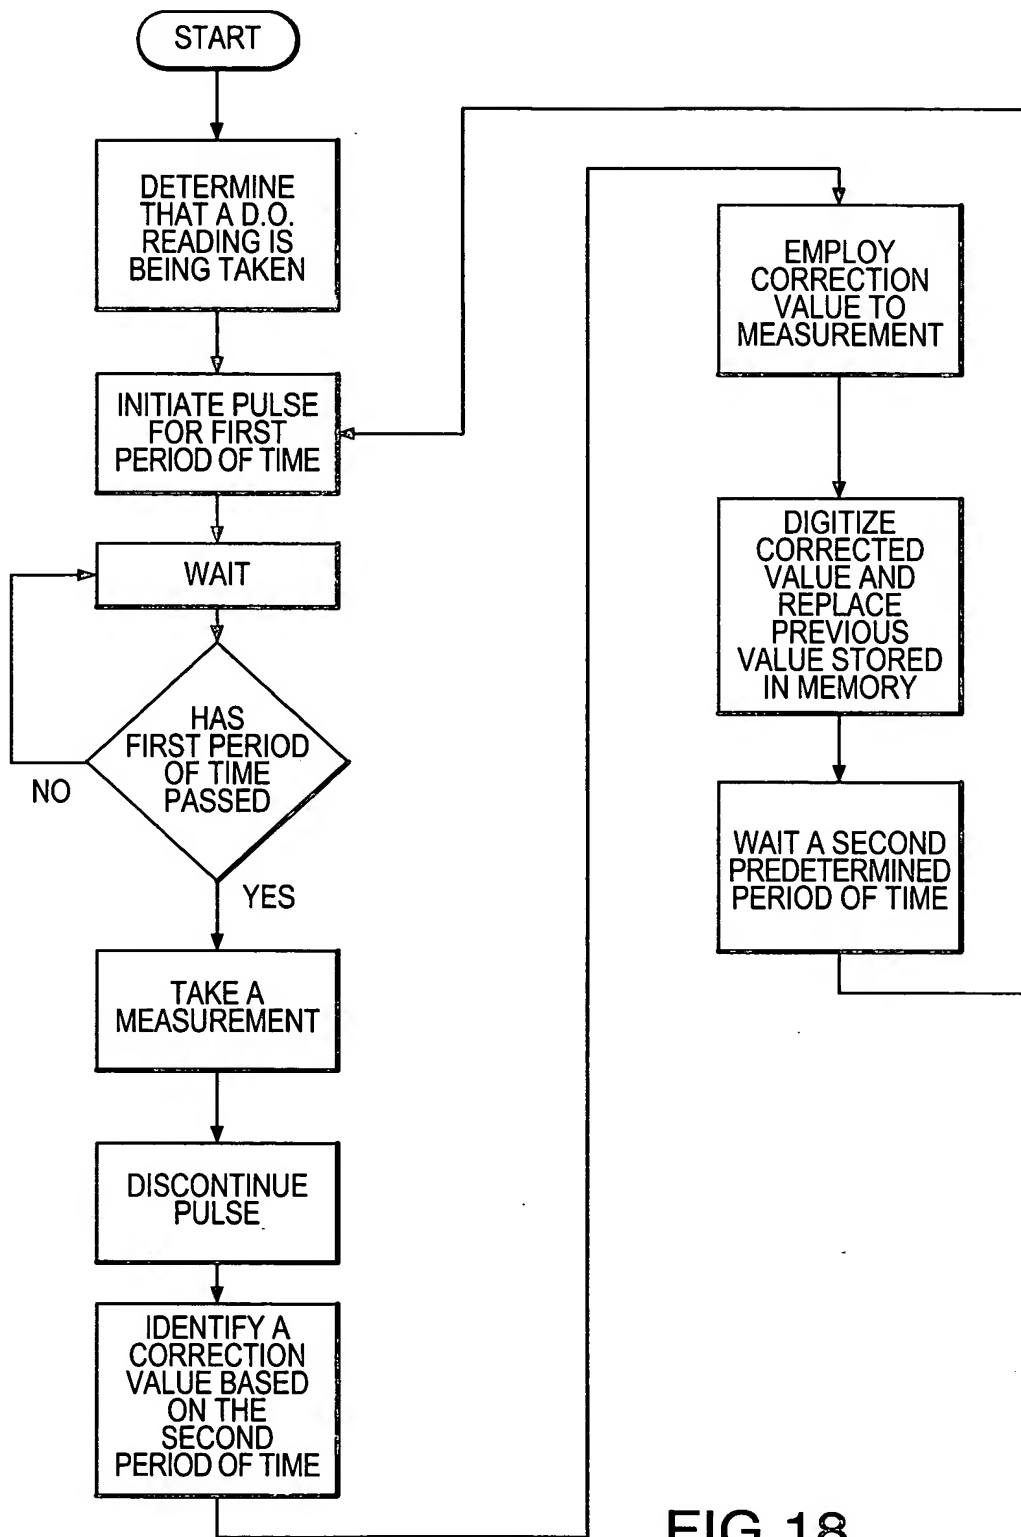 START
DETERMINE
THAT A D.O.
READING IS
BEING TAKEN
INITIATE PULSE
FOR FIRST
PERIOD OF TIME
WAIT
HAS
FIRST PERIOD
OF TIME
PASSED
NO
YES
TAKE A
MEASUREMENT
DISCONTINUE
PULSE
IDENTIFY A
CORRECTION
VALUE BASED
ON THE
SECOND
PERIOD OF TIME
EMPLOY
CORRECTION
VALUE TO
MEASUREMENT
DIGITIZE
CORRECTED
VALUE AND
REPLACE
PREVIOUS
VALUE STORED
IN MEMORY
WAIT A SECOND
PREDETERMINED
PERIOD OF TIME
FIG 18